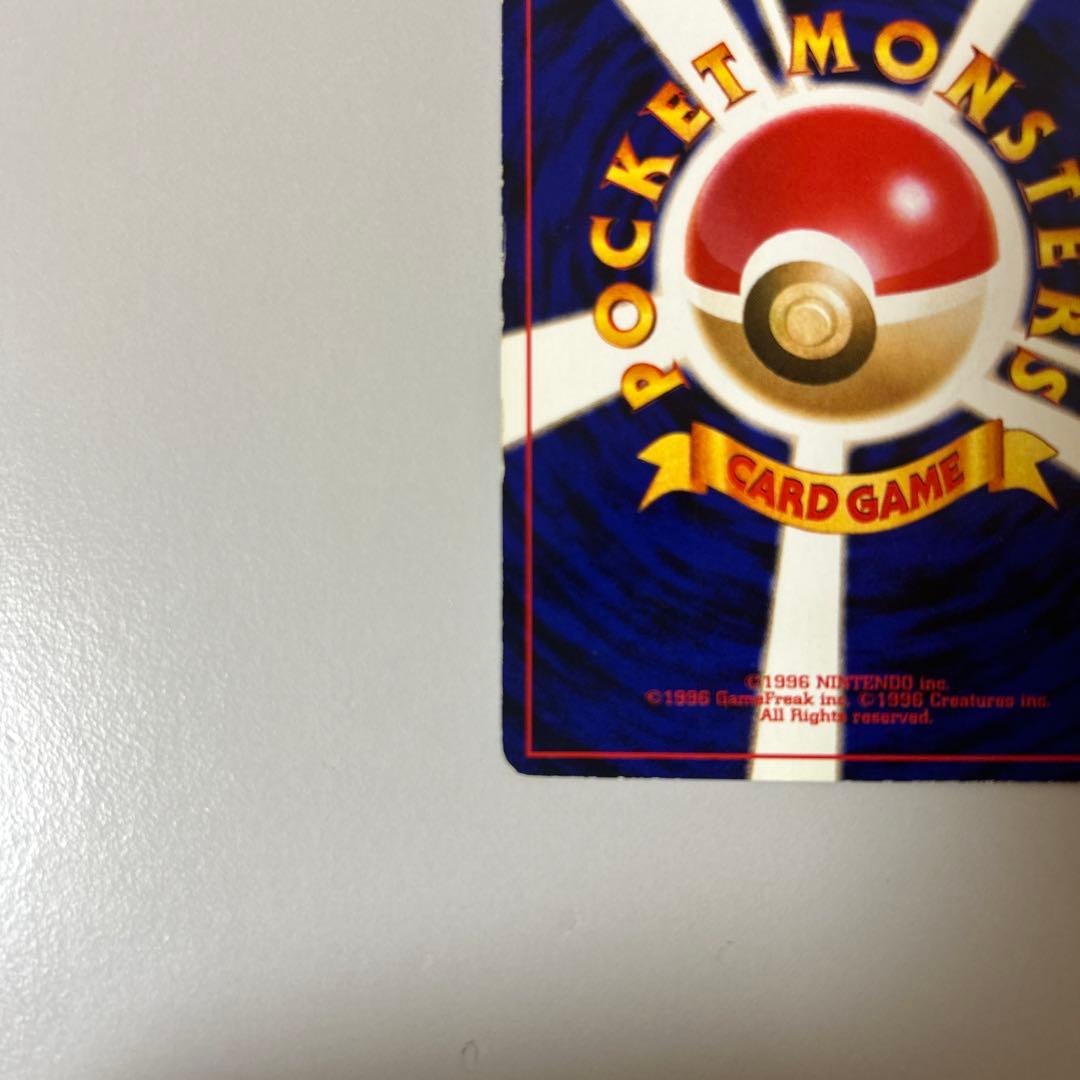 POCKET MONSTERS
CARD GAME
©1996 NINTENDO inc.
©1996 GameFreak inc. ©1996 Creatures inc.
All Rights reserved.